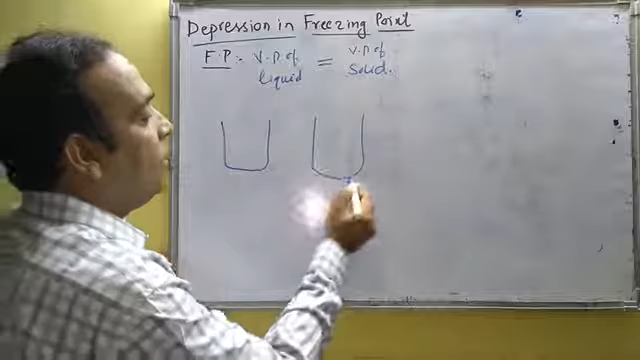 Depression in Freezing Point
F.P:- V.P of liquid = V.P of Solid.